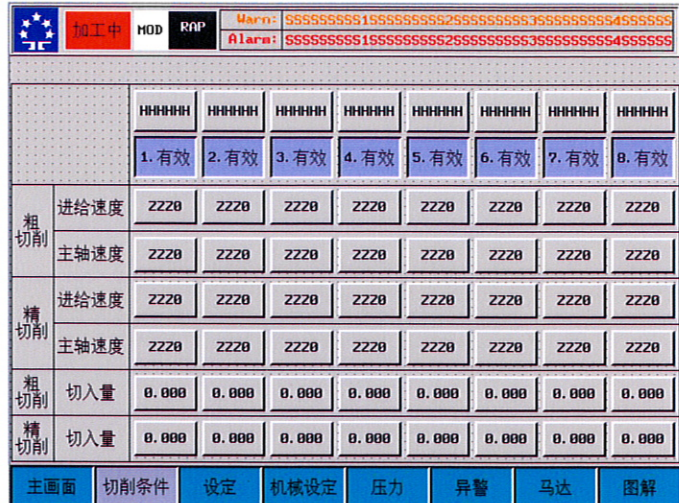 加工中 MOD RAP Warn: SSSSSSSSS1SSSSSSSSS2SSSSSSSSS3SSSSSSSSS4SSSSSS
Alarm: SSSSSSSSS1SSSSSSSSS2SSSSSSSSS3SSSSSSSSS4SSSSSS
HHHHHH HHHHHH HHHHHH HHHHHH HHHHHH HHHHHH HHHHHH HHHHHH
1.有效 2.有效 3.有效 4.有效 5.有效 6.有效 7.有效 8.有效
粗
切削
进给速度 ZZZ0 ZZZ0 ZZZ0 ZZZ0 ZZZ0 ZZZ0 ZZZ0 ZZZ0
主轴速度 ZZZ0 ZZZ0 ZZZ0 ZZZ0 ZZZ0 ZZZ0 ZZZ0 ZZZ0
精
切削
进给速度 ZZZ0 ZZZ0 ZZZ0 ZZZ0 ZZZ0 ZZZ0 ZZZ0 ZZZ0
主轴速度 ZZZ0 ZZZ0 ZZZ0 ZZZ0 ZZZ0 ZZZ0 ZZZ0 ZZZ0
粗
切削
切入量 0.000 0.000 0.000 0.000 0.000 0.000 0.000 0.000
精
切削
切入量 0.000 0.000 0.000 0.000 0.000 0.000 0.000 0.000
主画面 切削条件 设定 机械设定 压力 异警 马达 图解